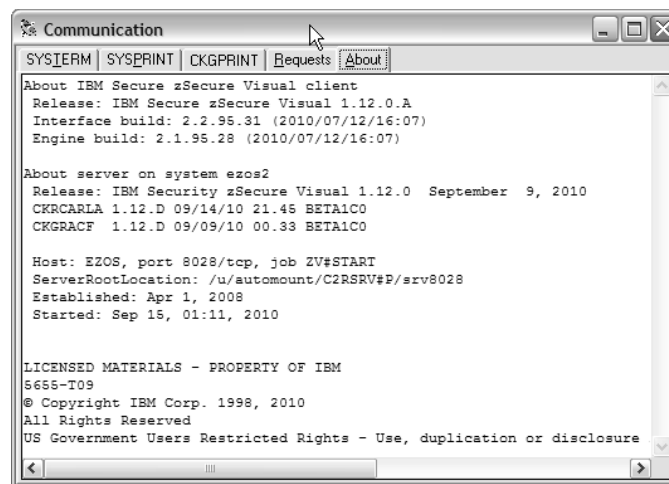 Communication
SYSTERM SYSPRINT CKGPRINT Requests About
About IBM Secure zSecure Visual client
Release: IBM Secure zSecure Visual 1.12.0.A
Interface build: 2.2.95.31 (2010/07/12/16:07)
Engine build: 2.1.95.28 (2010/07/12/16:07)
About server on system ezos2
Release: IBM Security zSecure Visual 1.12.0 September 9, 2010
CKRCARLA 1.12.D 09/14/10 21.45 BETA1C0
CKGRACF 1.12.D 09/09/10 00.33 BETA1C0
Host: EZOS, port 8028/tcp, job ZV#START
ServerRootLocation: /u/automount/C2RSRV#P/srv8028
Established: Apr 1, 2008
Started: Sep 15, 01:11, 2010
LICENSED MATERIALS - PROPERTY OF IBM
5655-T09
© Copyright IBM Corp. 1998, 2010
All Rights Reserved
US Government Users Restricted Rights - Use, duplication or disclosure